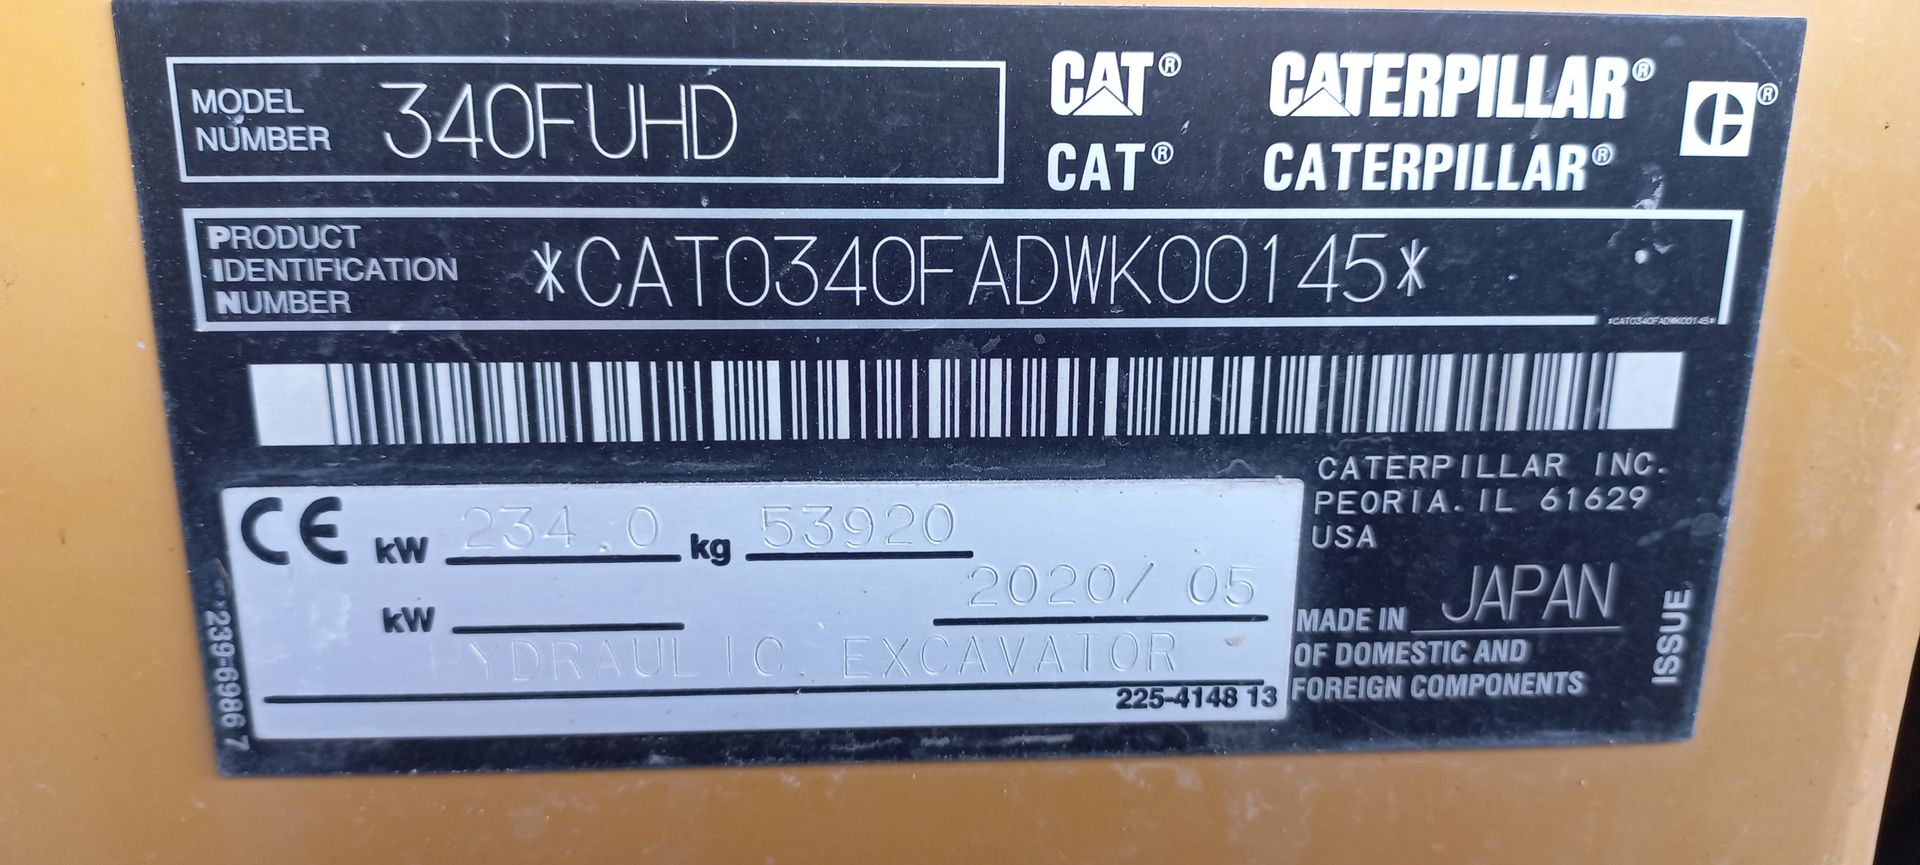 MODEL
NUMBER
340FUHD
CAT® CATERPILLAR® ®
CAT® CATERPILLAR®
PRODUCT
IDENTIFICATION
NUMBER
*CAT0340FADWK00145*
*CAT0340FADWK00145*
CE kW 234.0 kg 53920
kW 2020/ 05
HYDRAULIC EXCAVATOR
225-4148 13
239-6986 7
CATERPILLAR INC.
PEORIA. IL 61629
USA
MADE IN JAPAN
OF DOMESTIC AND
FOREIGN COMPONENTS
ISSUE